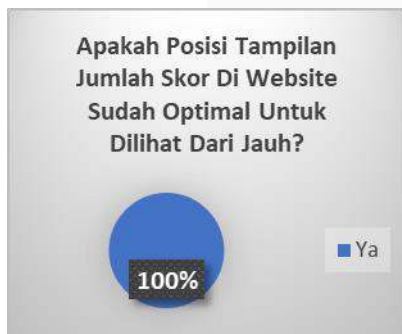 Apakah Posisi Tampilan
Jumlah Skor Di Website
Sudah Optimal Untuk
Dilihat Dari Jauh?
100%
Ya